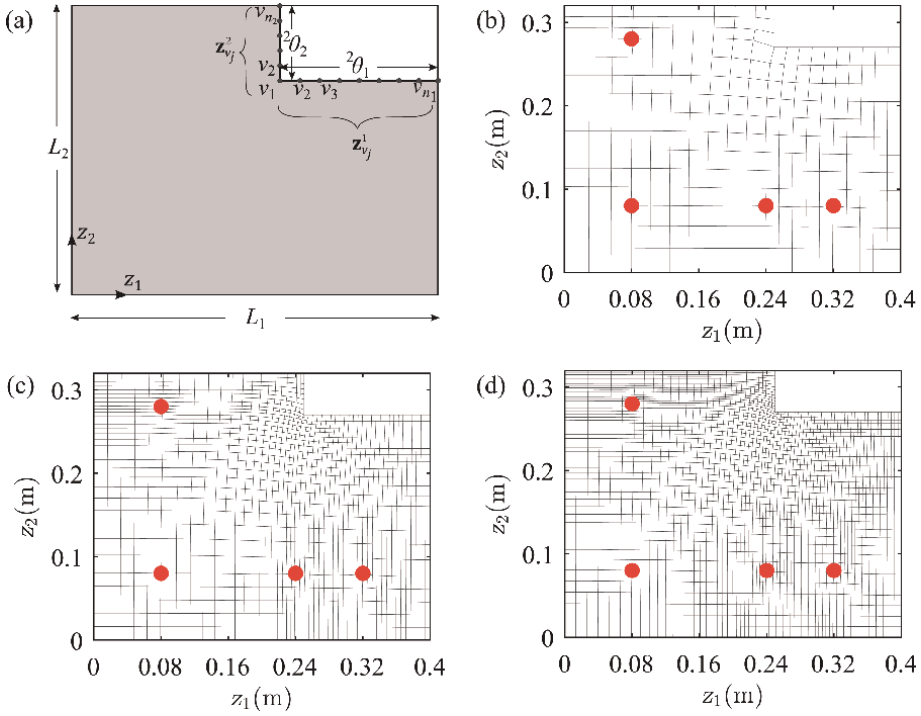 (a)
v_{n_2}
^2θ_2
z^2_{v_j}
v_2
^2θ_1
v_1 v_2 v_3 v_{n_1}
z^1_{v_j}
L_2
z_2
z_1
L_1
(b)
0.3
0.2
0.1
0
z_2(m)
0 0.08 0.16 0.24 0.32 0.4
z_1(m)
(c)
0.3
0.2
0.1
0
z_2(m)
0 0.08 0.16 0.24 0.32 0.4
z_1(m)
(d)
0.3
0.2
0.1
0
z_2(m)
0 0.08 0.16 0.24 0.32 0.4
z_1(m)